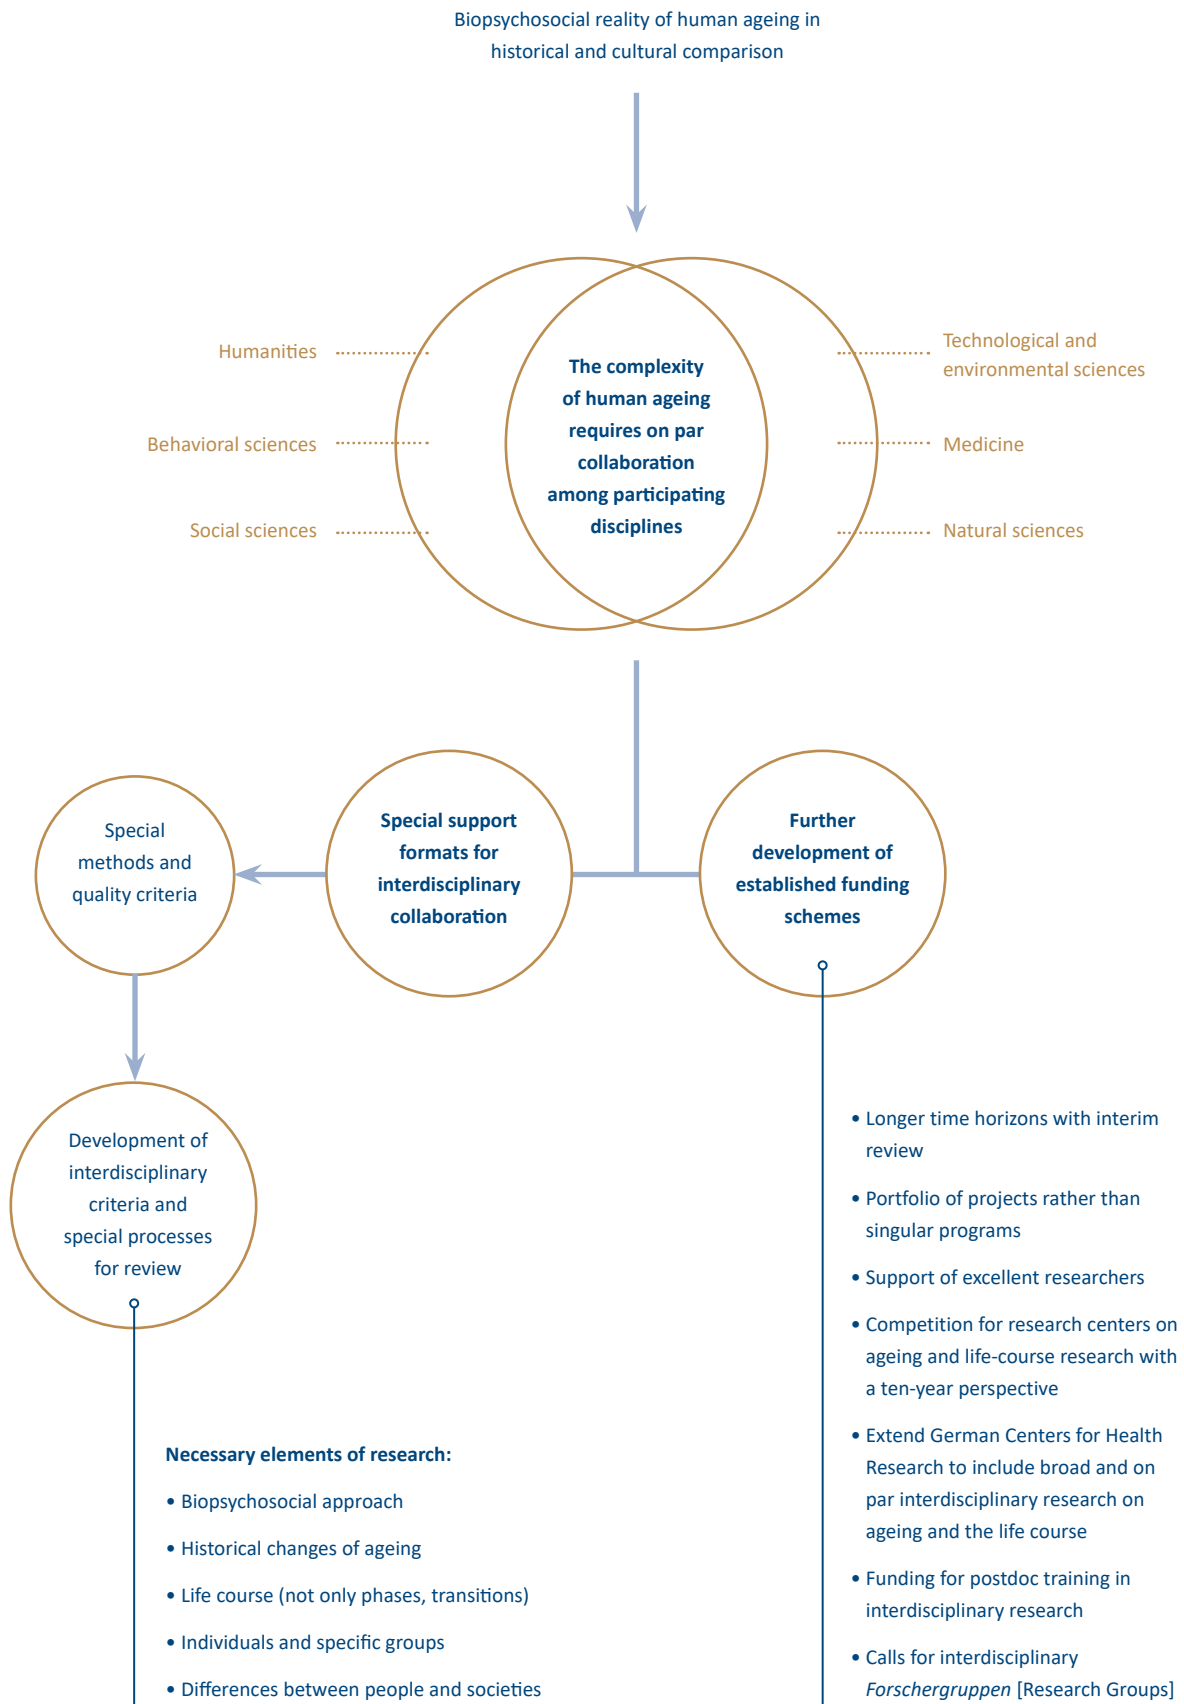 Biopsychosocial reality of human ageing in
historical and cultural comparison
Humanities
Behavioral sciences
Social sciences
The complexity
of human ageing
requires on par
collaboration
among participating
disciplines
Technological and
environmental sciences
Medicine
Natural sciences
Special
methods and
quality criteria
Special support
formats for
interdisciplinary
collaboration
Further
development of
established funding
schemes
Development of
interdisciplinary
criteria and
special processes
for review
Necessary elements of research:
• Biopsychosocial approach
• Historical changes of ageing
• Life course (not only phases, transitions)
• Individuals and specific groups
• Differences between people and societies
• Longer time horizons with interim
review
• Portfolio of projects rather than
singular programs
• Support of excellent researchers
• Competition for research centers on
ageing and life-course research with
a ten-year perspective
• Extend German Centers for Health
Research to include broad and on
par interdisciplinary research on
ageing and the life course
• Funding for postdoc training in
interdisciplinary research
• Calls for interdisciplinary
Forschergruppen [Research Groups]